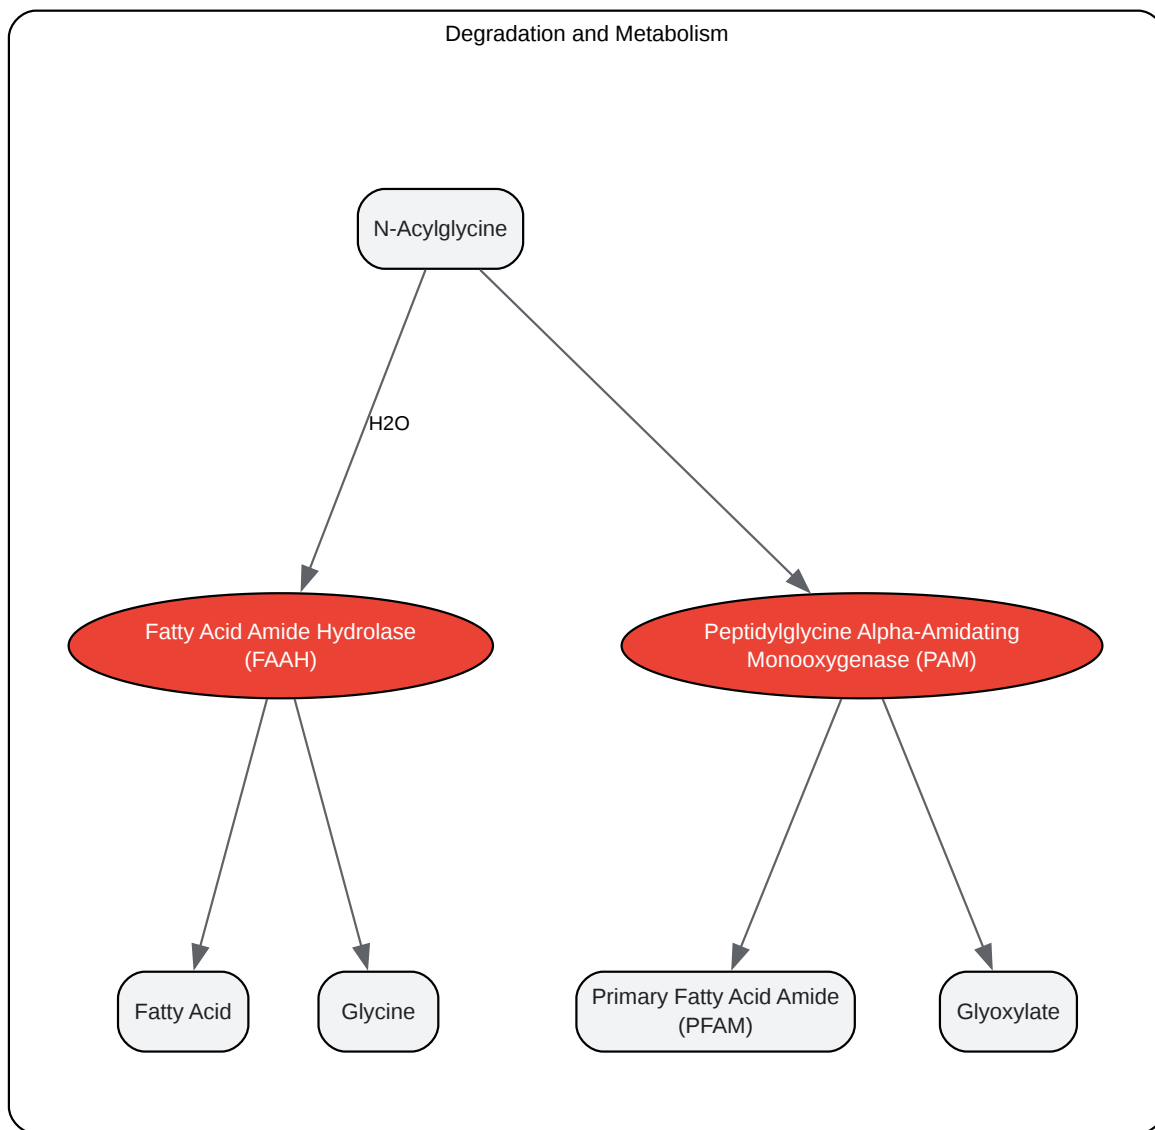 Degradation and Metabolism
N-Acylglycine
H2O
Fatty Acid Amide Hydrolase
(FAAH)
Peptidylglycine Alpha-Amidating
Monooxygenase (PAM)
Fatty Acid
Glycine
Primary Fatty Acid Amide
(PFAM)
Glyoxylate